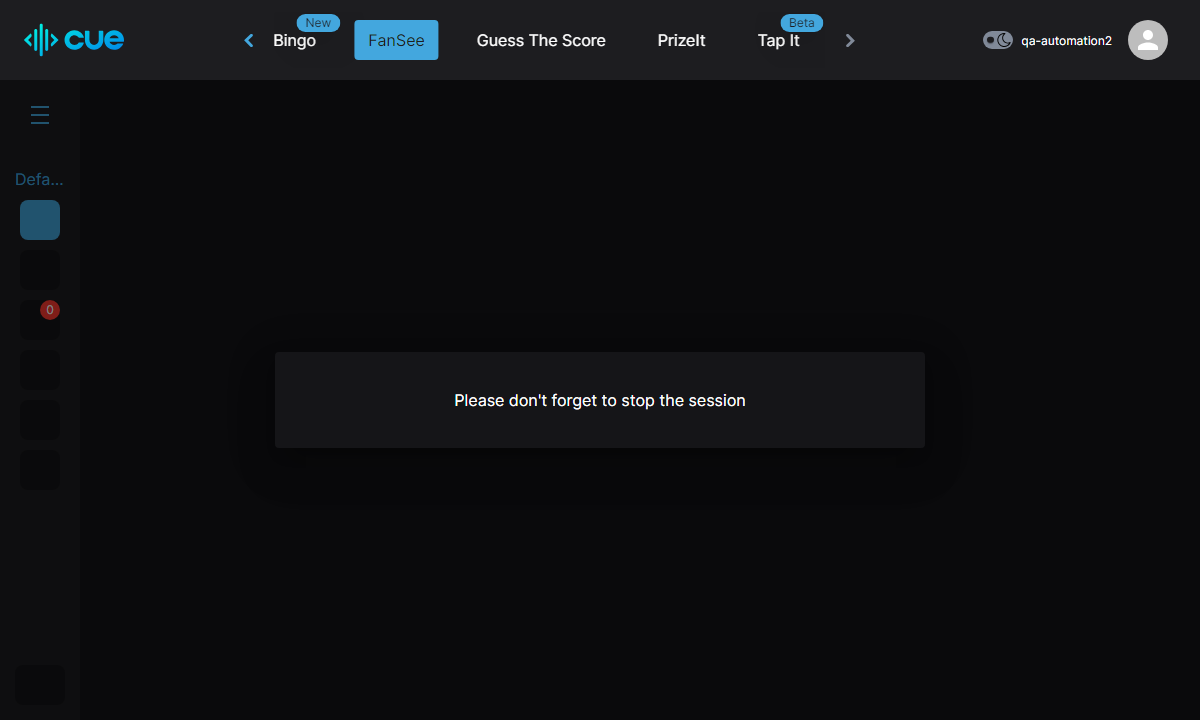 cue
New
Bingo
FanSee
Guess The Score
PrizeIt
Beta
Tap It
qa-automation2
Defa...
0
Please don't forget to stop the session